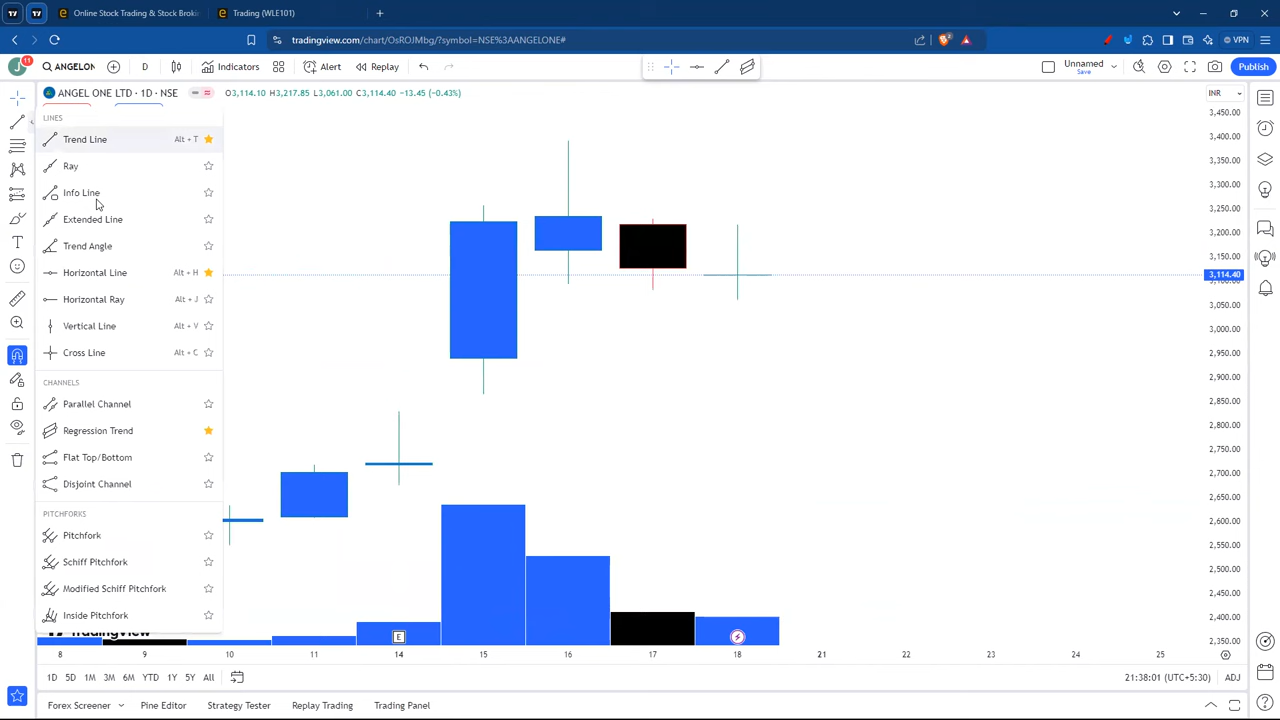 Online Stock Trading & Stock Brokin
Trading (WLE101)
tradingview.com/chart/OsROJMbg/?symbol=NSE%3AANGELONE#
VPN
J
11
ANGELON
D
Indicators
Alert
Replay
Unnamed
Save
Publish
ANGEL ONE LTD · 1D · NSE
O3,114.10 H3,217.85 L3,061.00 C3,114.40 −13.45 (−0.43%)
INR
LINES
Trend Line Alt + T
Ray
Info Line
Extended Line
Trend Angle
Horizontal Line Alt + H
Horizontal Ray Alt + J
Vertical Line Alt + V
Cross Line Alt + C
CHANNELS
Parallel Channel
Regression Trend
Flat Top/Bottom
Disjoint Channel
PITCHFORKS
Pitchfork
Schiff Pitchfork
Modified Schiff Pitchfork
Inside Pitchfork
TradingView
3,450.00
3,400.00
3,350.00
3,300.00
3,250.00
3,200.00
3,150.00
3,114.40
3,100.00
3,050.00
3,000.00
2,950.00
2,900.00
2,850.00
2,800.00
2,750.00
2,700.00
2,650.00
2,600.00
2,550.00
2,500.00
2,450.00
2,400.00
2,350.00
E
8 9 10 11 14 15 16 17 18 21 22 23 24 25
1D 5D 1M 3M 6M YTD 1Y 5Y All
21:38:01 (UTC+5:30) ADJ
Forex Screener Pine Editor Strategy Tester Replay Trading Trading Panel